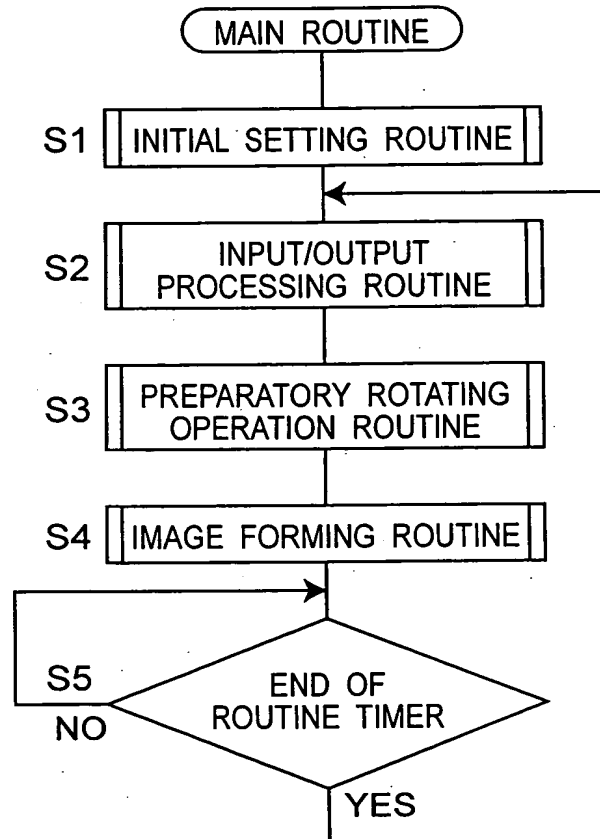 MAIN ROUTINE
S1
INITIAL SETTING ROUTINE
S2
INPUT/OUTPUT
PROCESSING ROUTINE
S3
PREPARATORY ROTATING
OPERATION ROUTINE
S4
IMAGE FORMING ROUTINE
S5
END OF
ROUTINE TIMER
NO
YES